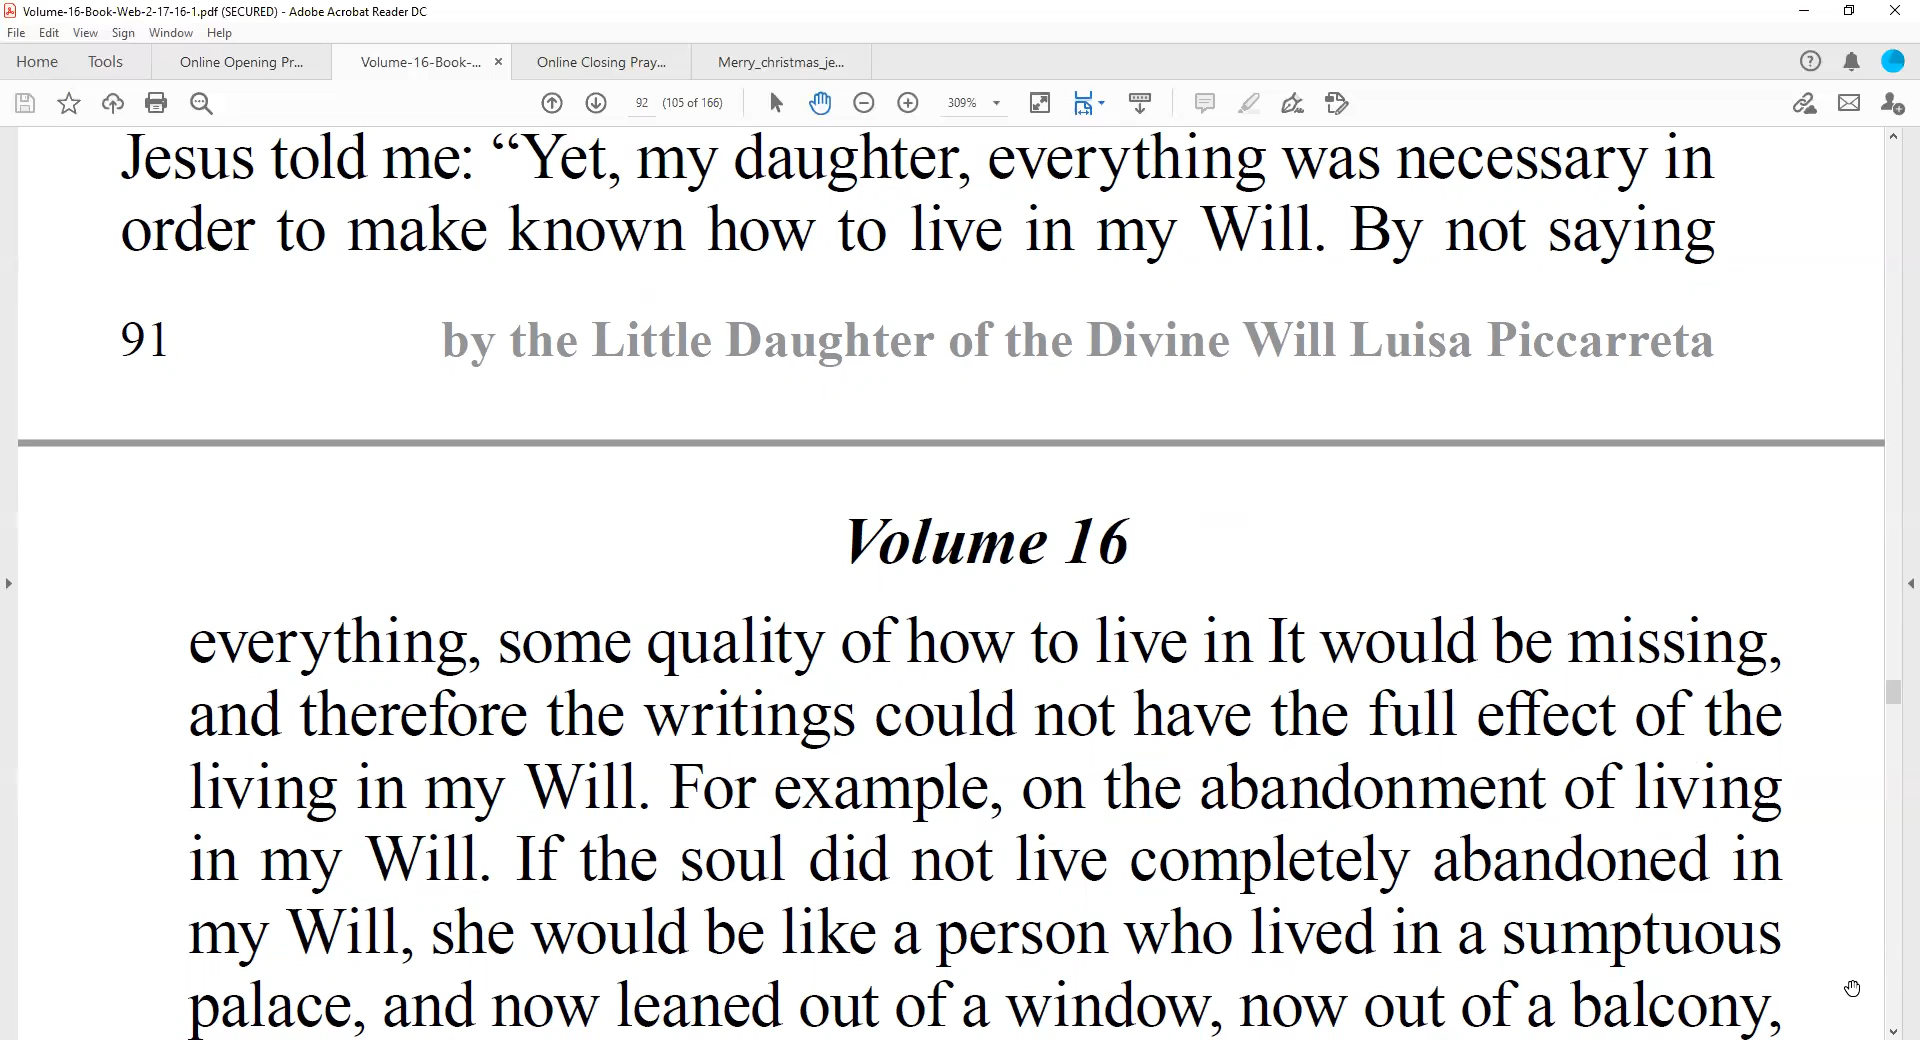 Volume-16-Book-Web-2-17-16-1.pdf (SECURED) - Adobe Acrobat Reader DC
File Edit View Sign Window Help
Home Tools Online Opening Pr... Volume-16-Book-... × Online Closing Pray... Merry_christmas_je...
92 (105 of 166) 309%
Jesus told me: “Yet, my daughter, everything was necessary in
order to make known how to live in my Will. By not saying
91 by the Little Daughter of the Divine Will Luisa Piccarreta
Volume 16
everything, some quality of how to live in It would be missing,
and therefore the writings could not have the full effect of the
living in my Will. For example, on the abandonment of living
in my Will. If the soul did not live completely abandoned in
my Will, she would be like a person who lived in a sumptuous
palace, and now leaned out of a window, now out of a balcony,